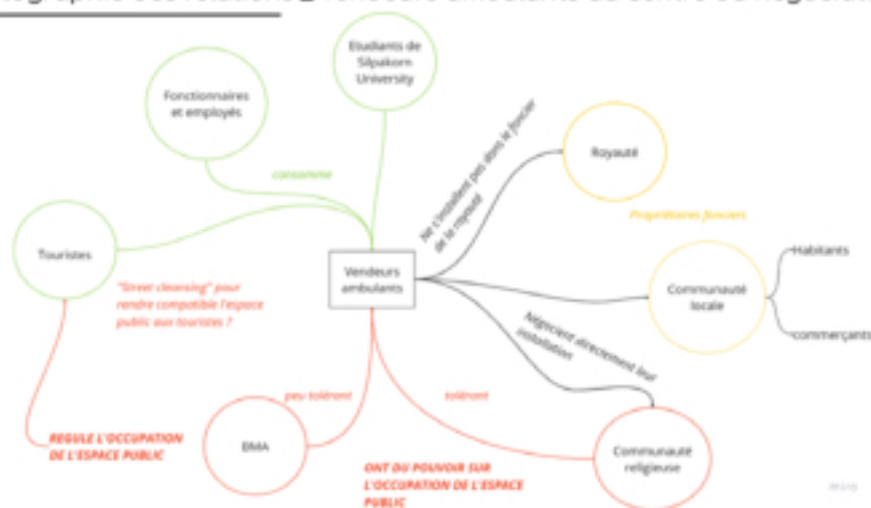 Etudiants de
Silpakorn
University
Fonctionnaires
et employés
consomme
Ne s'installent pas dans le foncier
de la royauté
Royauté
Propriétaires fonciers
Touristes
Vendeurs
ambulants
Habitants
Communauté
locale
commerçants
"Street cleansing" pour
rendre compatible l'espace
public aux touristes ?
Négocient directement leur
installation
peu tolérant
tolérant
REGULE L'OCCUPATION
DE L'ESPACE PUBLIC
BMA
Communauté
religieuse
ONT DU POUVOIR SUR
L'OCCUPATION DE L'ESPACE
PUBLIC
miro